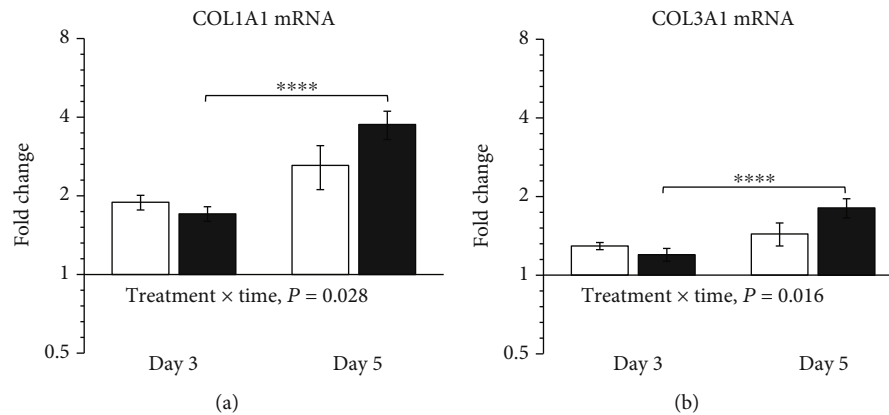 COL1A1 mRNA
8
4
2
1
0.5
Fold change
****
Treatment × time, P = 0.028
Day 3
Day 5
(a)
COL3A1 mRNA
8
4
2
1
0.5
Fold change
****
Treatment × time, P = 0.016
Day 3
Day 5
(b)